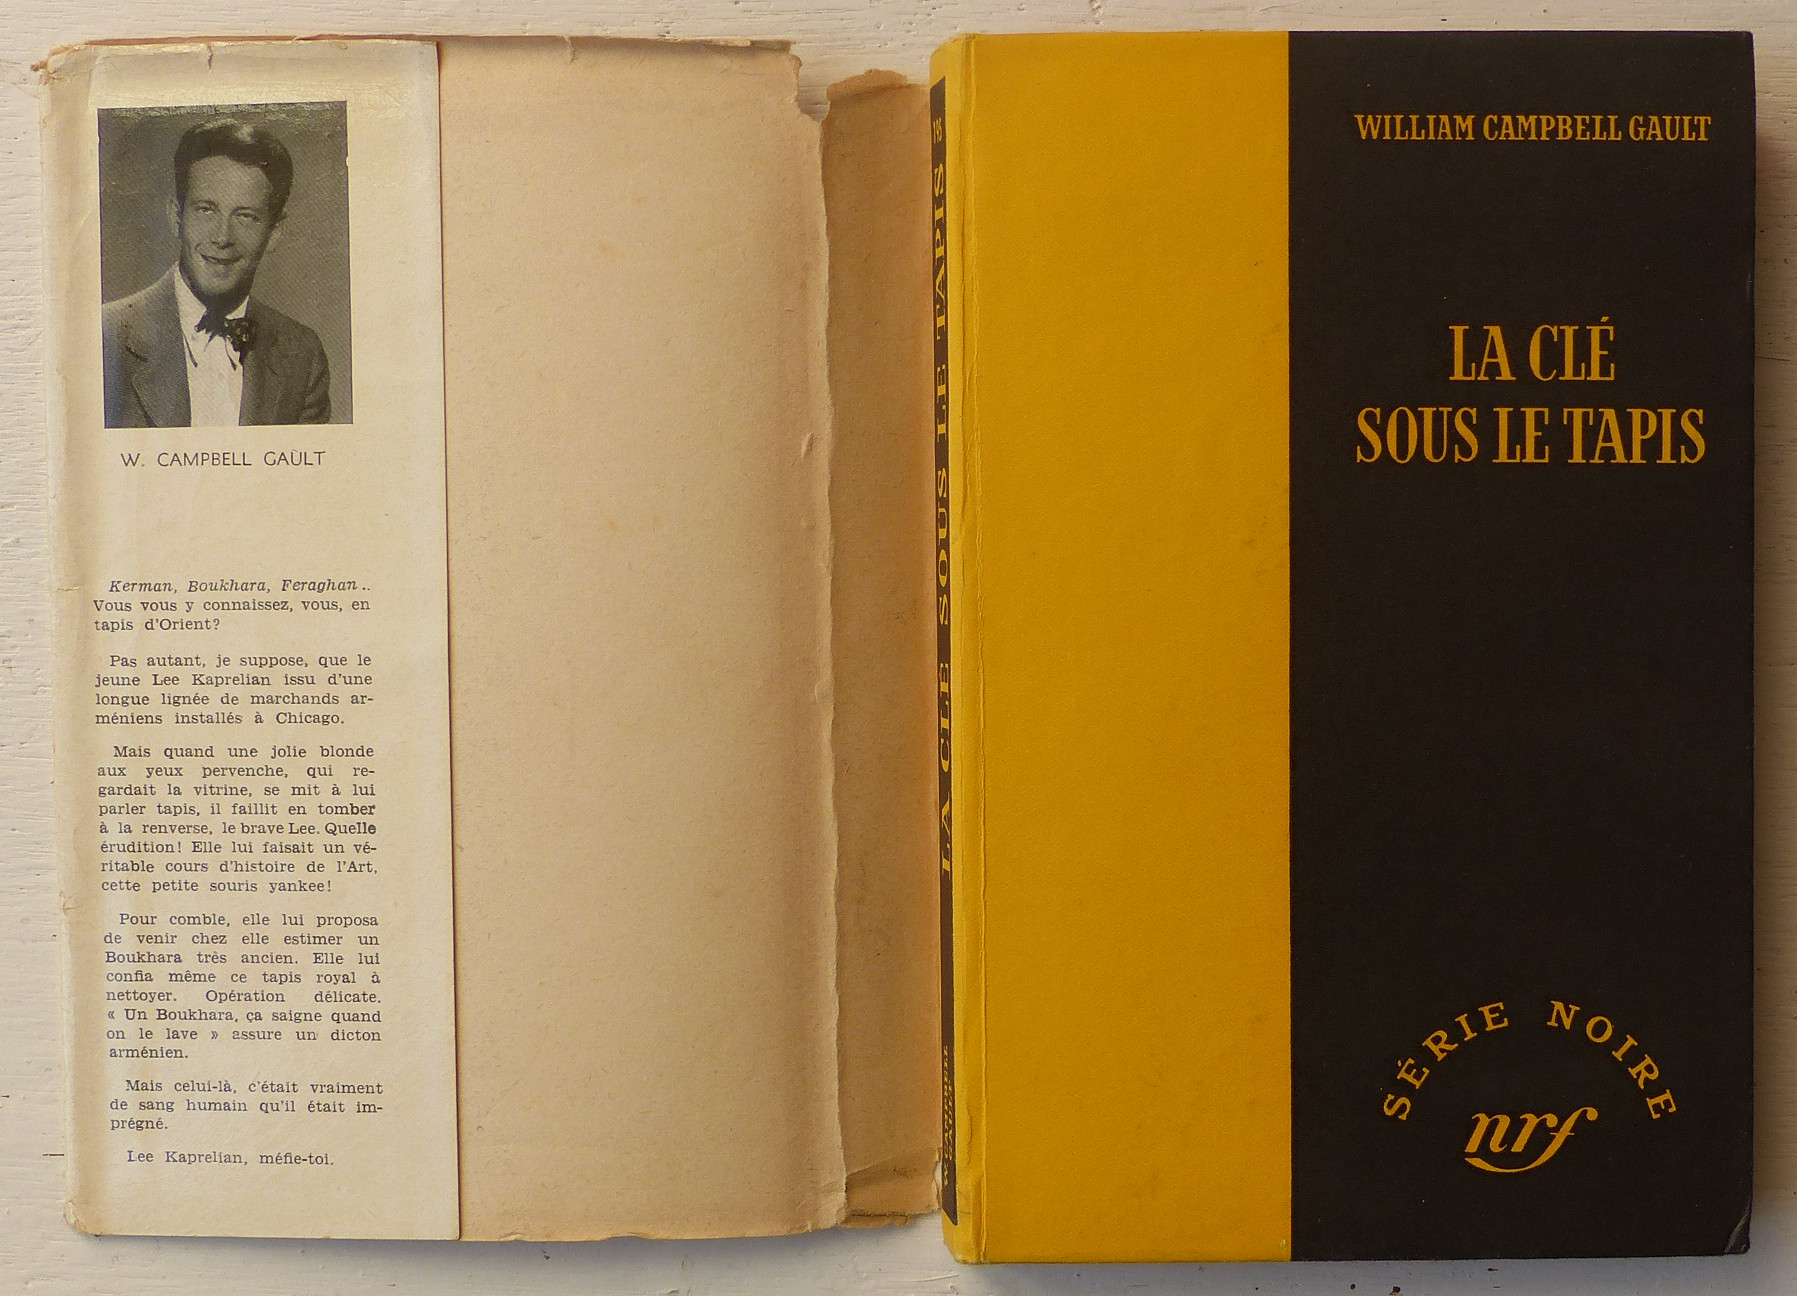 W. CAMPBELL GAULT
Kerman, Boukhara, Feraghan..
Vous vous y connaissez, vous, en
tapis d'Orient?
Pas autant, je suppose, que le
jeune Lee Kaprelian issu d'une
longue lignée de marchands ar-
méniens installés à Chicago.
Mais quand une jolie blonde
aux yeux pervenche, qui re-
gardait la vitrine, se mit à lui
parler tapis, il faillit en tomber
à la renverse, le brave Lee. Quelle
érudition! Elle lui faisait un vé-
ritable cours d'histoire de l'Art,
cette petite souris yankee!
Pour comble, elle lui proposa
de venir chez elle estimer un
Boukhara très ancien. Elle lui
confia même ce tapis royal à
nettoyer. Opération délicate.
« Un Boukhara, ça saigne quand
on le lave » assure un dicton
arménien.
Mais celui-là, c'était vraiment
de sang humain qu'il était im-
prégné.
Lee Kaprelian, méfie-toi.
LA CLÉ SOUS LE TAPIS
W. CAMPBELL
GAULT
WILLIAM CAMPBELL GAULT
LA CLÉ
SOUS LE TAPIS
SÉRIE NOIRE
nrf